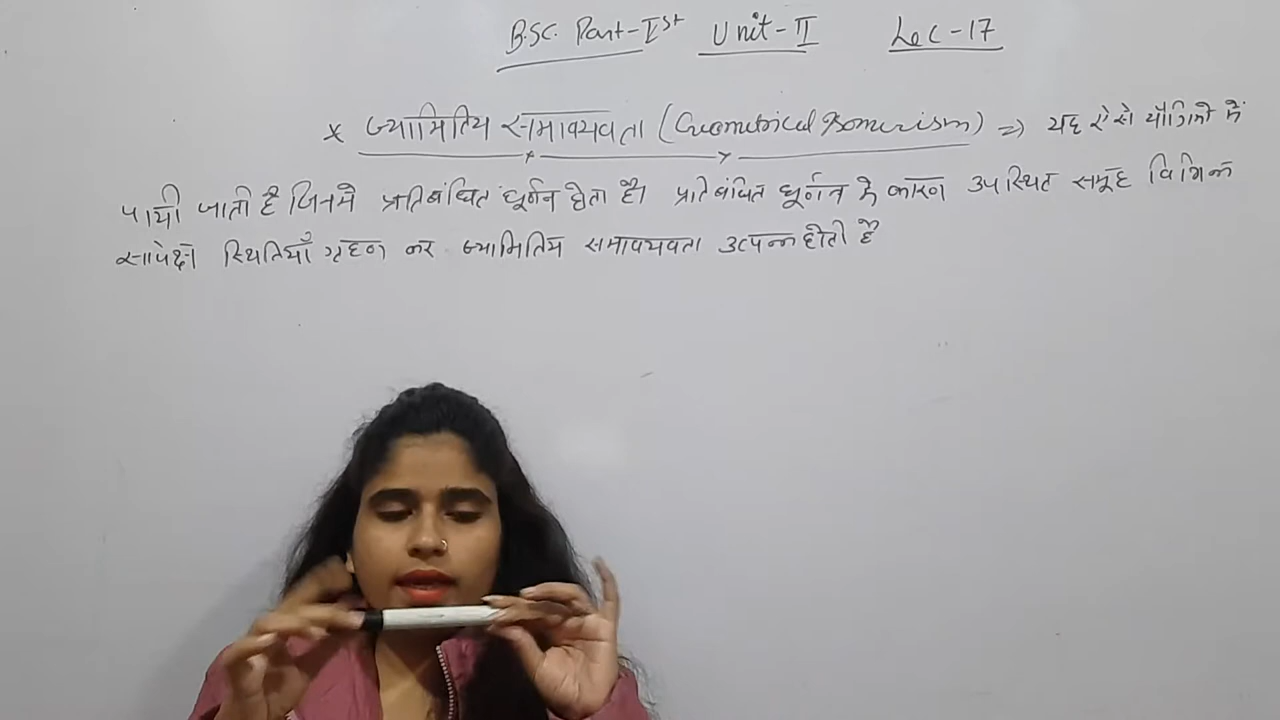 B.Sc. Part-Ist Unit-II Lec-17
* ज्यामितिय समावयवता (Geometrical Isomerism) ⇒ यह ऐसे यौगिको मे
पायी जाती है जिनमे प्रतिबंधित घूर्णन होता है। प्रतिबंधित घूर्णन के कारण उपस्थित समूह विभिन्न
सापेक्ष स्थितियाँ ग्रहण कर ज्यामितिय समावयवता उत्पन्न होती है